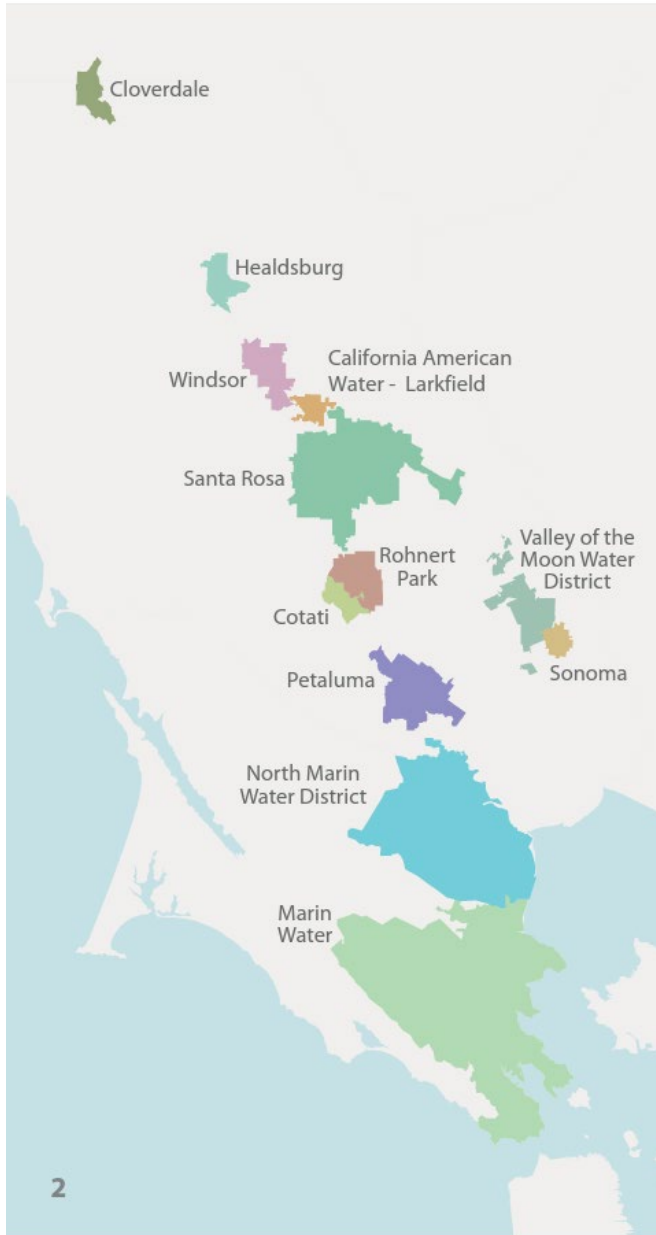 Cloverdale
Healdsburg
Windsor
California American
Water - Larkfield
Santa Rosa
Rohnert
Park
Cotati
Valley of the
Moon Water
District
Sonoma
Petaluma
North Marin
Water District
Marin
Water
2